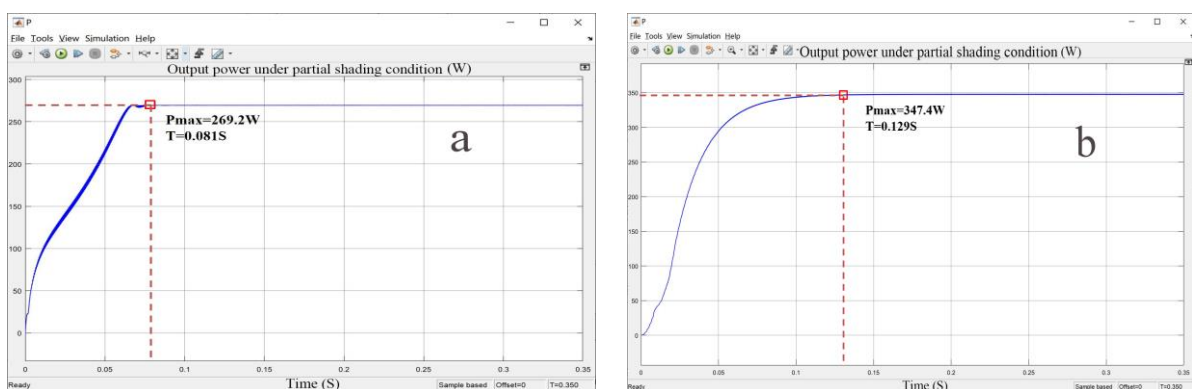 P
File Tools View Simulation Help
Output power under partial shading condition (W)
300
250
200
150
100
50
0
Pmax=269.2W
T=0.081S
a
0
0.05
0.1
0.15
0.2
0.25
0.3
0.35
Ready
Time (S)
Sample based
Offset=0
T=0.350
P
File Tools View Simulation Help
Output power under partial shading condition (W)
350
300
250
200
150
100
50
0
Pmax=347.4W
T=0.129S
b
0
0.05
0.1
0.15
0.2
0.25
0.3
0.35
Ready
Time (S)
Sample based
Offset=0
T=0.350